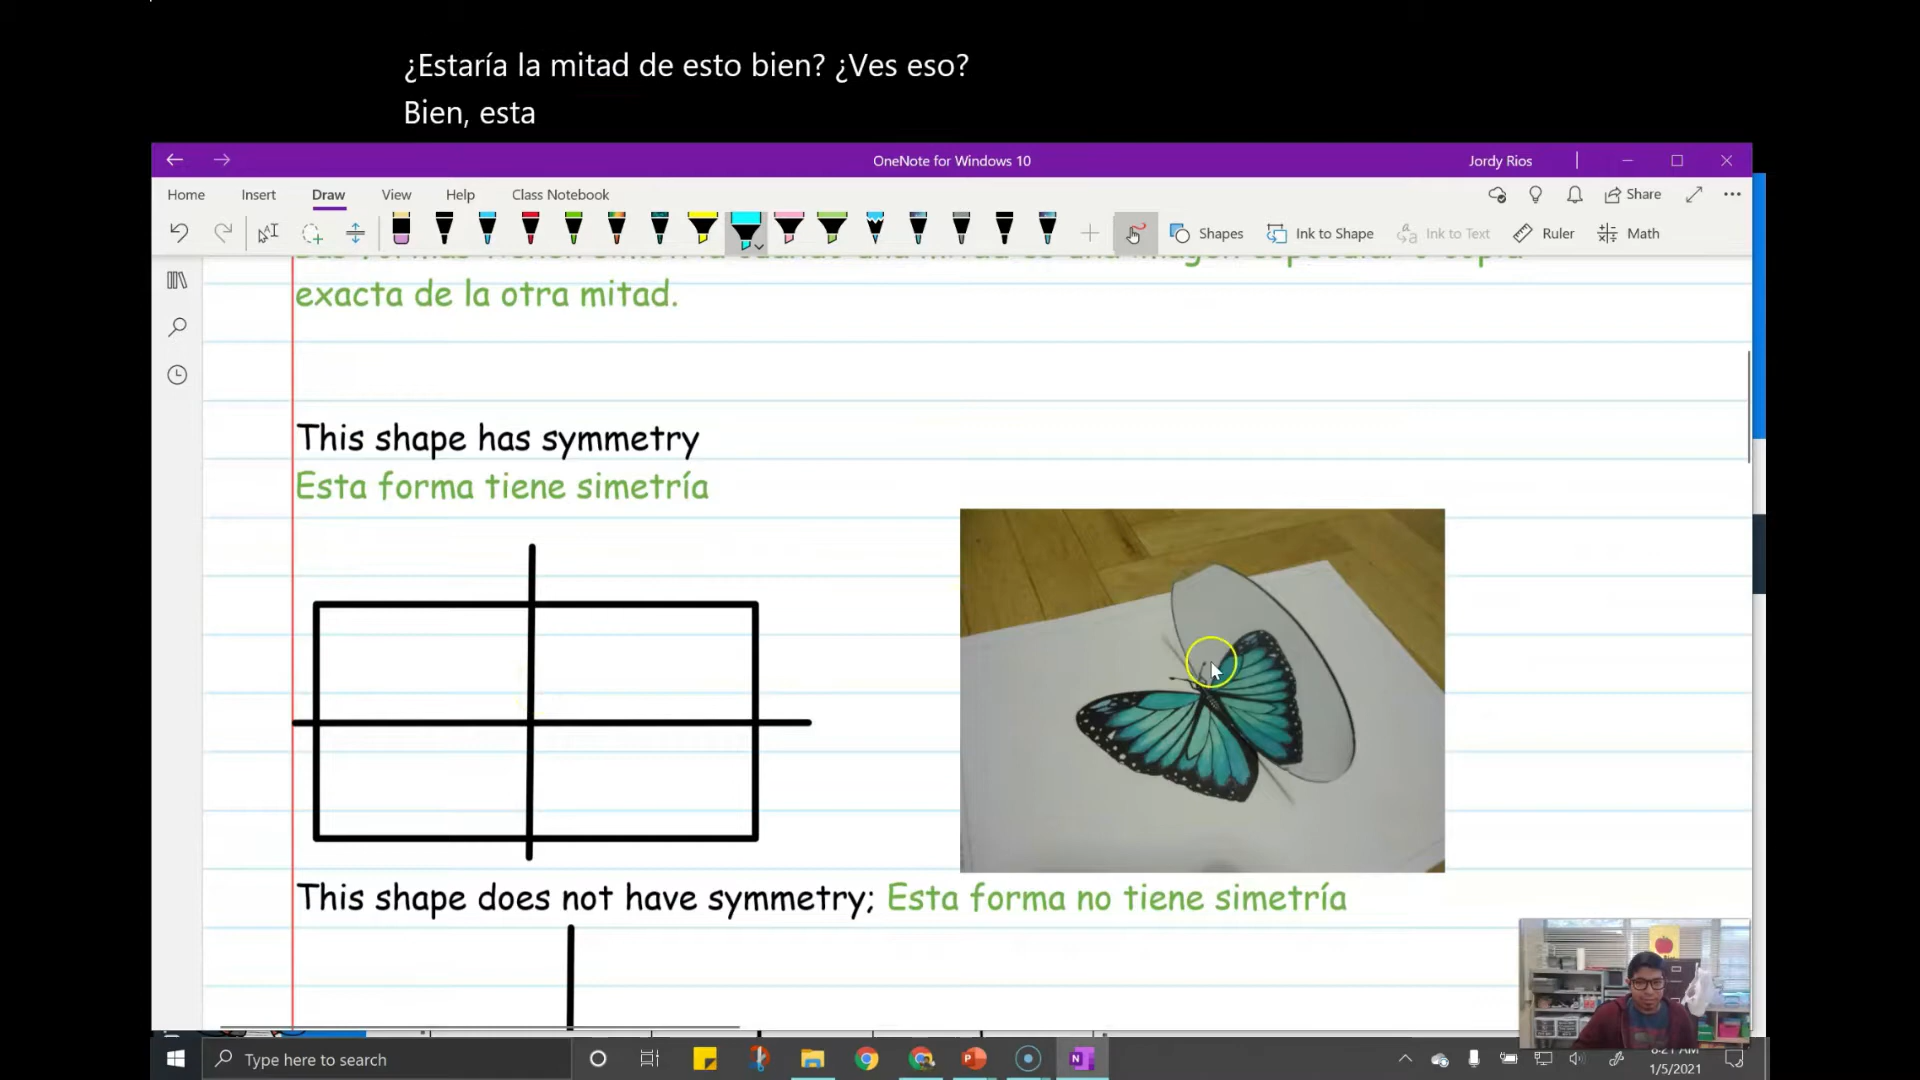 ¿Estaría la mitad de esto bien? ¿Ves eso?
Bien, esta
OneNote for Windows 10
Jordy Rios
Home Insert Draw View Help Class Notebook
Share
Shapes Ink to Shape Ink to Text Ruler Math
exacta de la otra mitad.
This shape has symmetry
Esta forma tiene simetría
This shape does not have symmetry; Esta forma no tiene simetría
Type here to search
1/5/2021